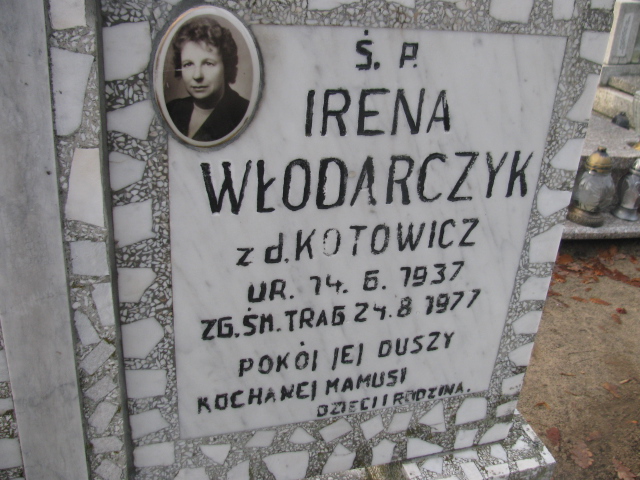 Ś. P.
IRENA
WŁODARCZYK
z d. KOTOWICZ
UR. 14. 6. 1937
ZG. ŚM. TRAG 24. 8 1977
POKÓJ JEJ DUSZY
KOCHANEJ MAMUSI
DZIECI I RODZINA.